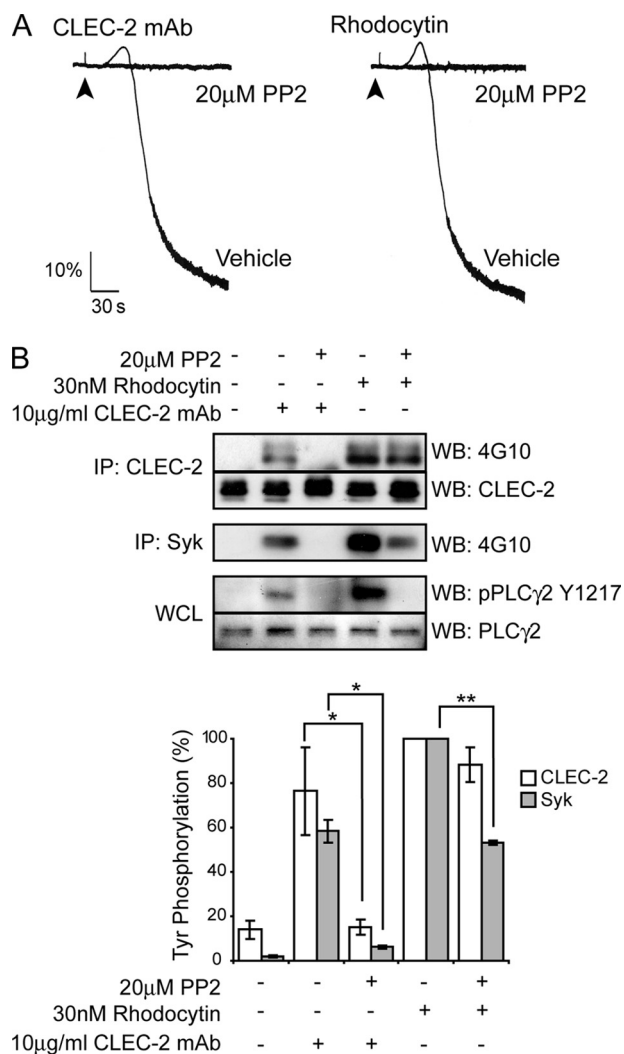 A
CLEC-2 mAb
Rhodocytin
20µM PP2
20µM PP2
Vehicle
Vehicle
10%
30 s
B
20µM PP2 - - + - +
30nM Rhodocytin - - - + +
10µg/ml CLEC-2 mAb - + + - -
IP: CLEC-2
WB: 4G10
WB: CLEC-2
IP: Syk
WB: 4G10
WCL
WB: pPLCγ2 Y1217
WB: PLCγ2
Tyr Phosphorylation (%)
100
80
60
40
20
0
*
*
**
CLEC-2
Syk
20µM PP2 - - + - +
30nM Rhodocytin - - - + +
10µg/ml CLEC-2 mAb - + + - -